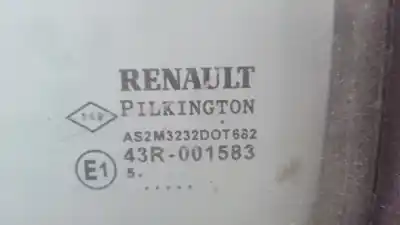 RENAULT
PILKINGTON
AS2M3232DOT682
E1 43R-001583
5.